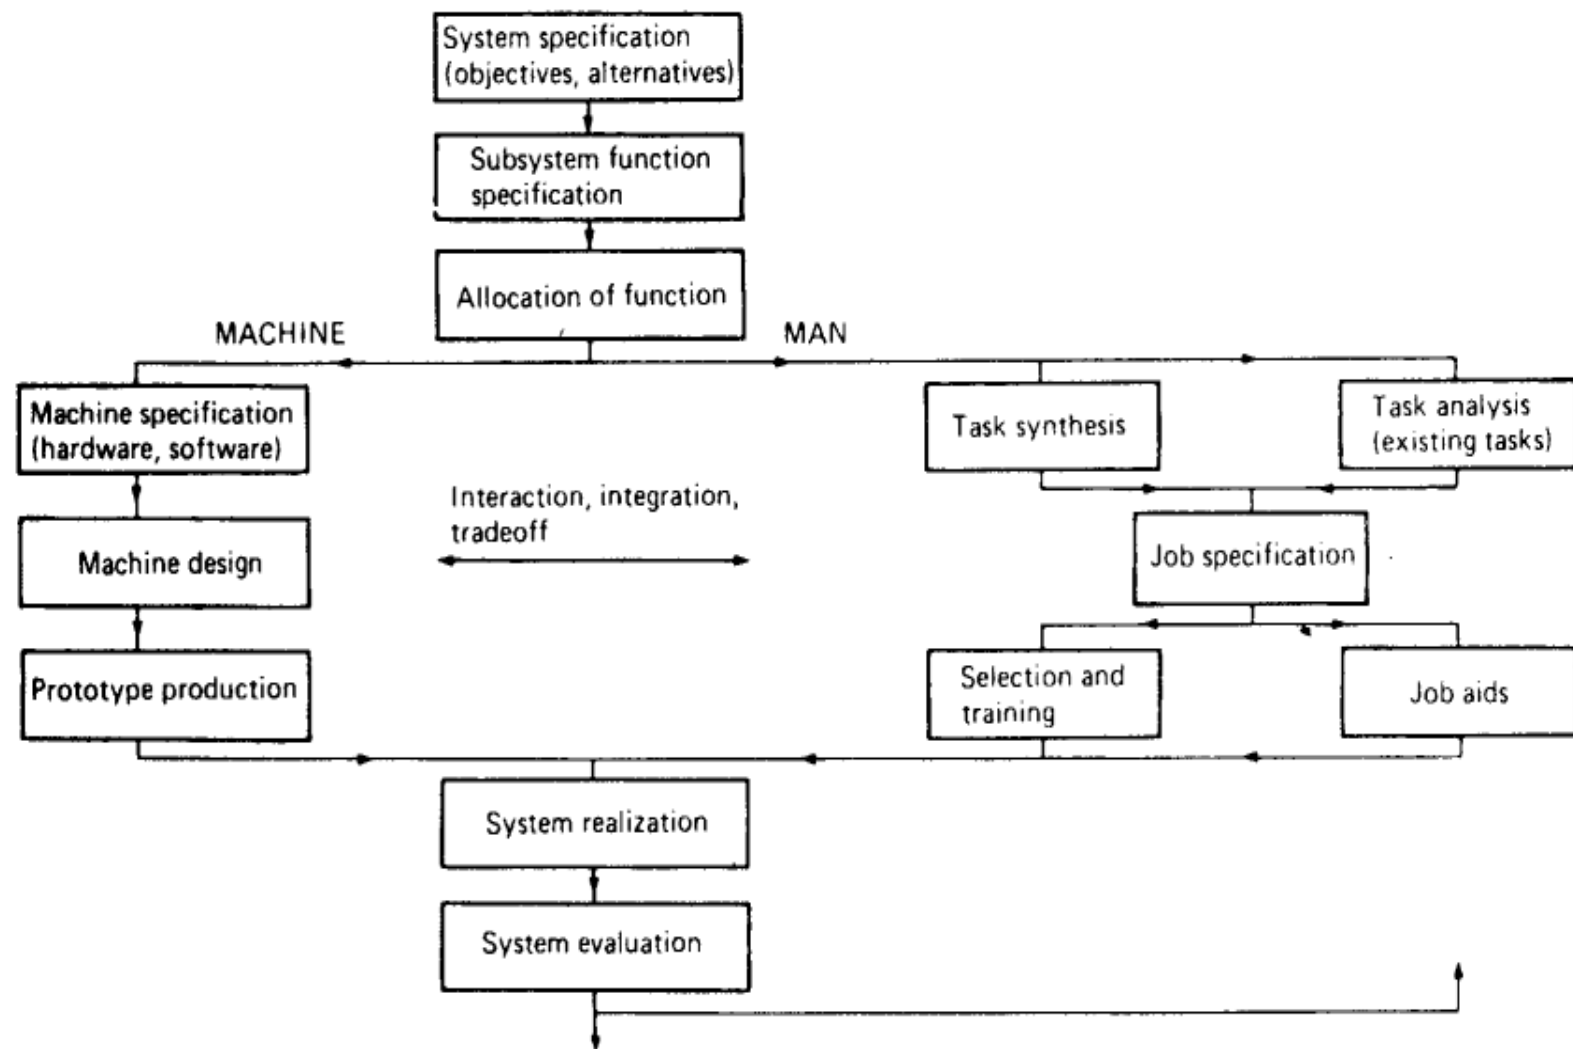 System specification
(objectives, alternatives)
Subsystem function
specification
Allocation of function
MACHINE
MAN
Machine specification
(hardware, software)
Task synthesis
Task analysis
(existing tasks)
Interaction, integration,
tradeoff
Machine design
Job specification
Prototype production
Selection and
training
Job aids
System realization
System evaluation